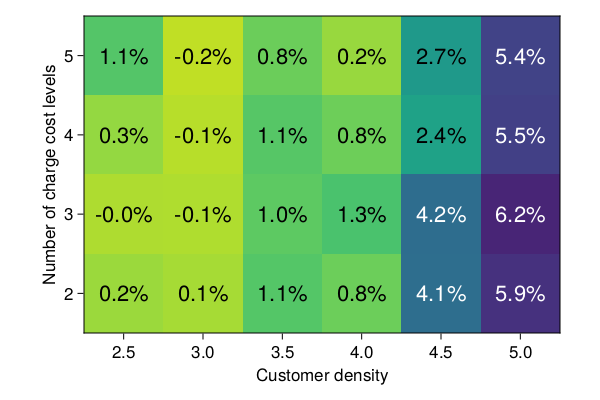 Number of charge cost levels
5 1.1% -0.2% 0.8% 0.2% 2.7% 5.4%
4 0.3% -0.1% 1.1% 0.8% 2.4% 5.5%
3 -0.0% -0.1% 1.0% 1.3% 4.2% 6.2%
2 0.2% 0.1% 1.1% 0.8% 4.1% 5.9%
2.5 3.0 3.5 4.0 4.5 5.0
Customer density